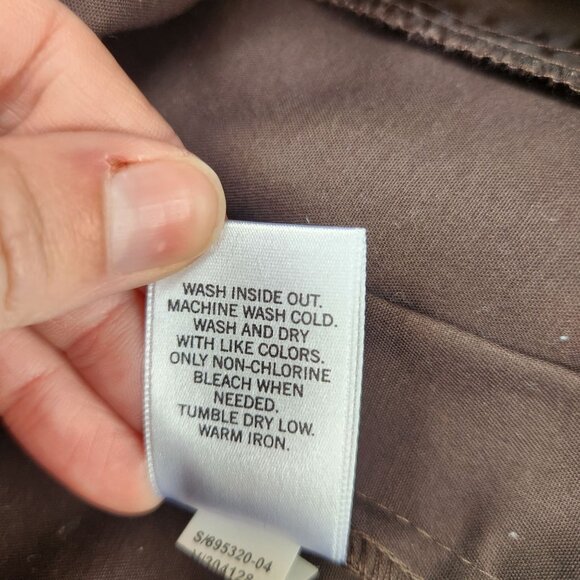 WASH INSIDE OUT.
MACHINE WASH COLD.
WASH AND DRY
WITH LIKE COLORS.
ONLY NON-CHLORINE
BLEACH WHEN
NEEDED.
TUMBLE DRY LOW.
WARM IRON.
S/695320-04